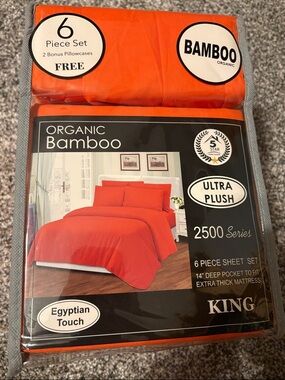 6
Piece Set
2 Bonus Pillowcases
FREE
BAMBOO
ORGANIC
ORGANIC
Bamboo
5
STAR
ULTRA
PLUSH
2500 Series
6 PIECE SHEET SET
14" DEEP POCKET TO FIT
EXTRA THICK MATTRESS
KING
Egyptian
Touch